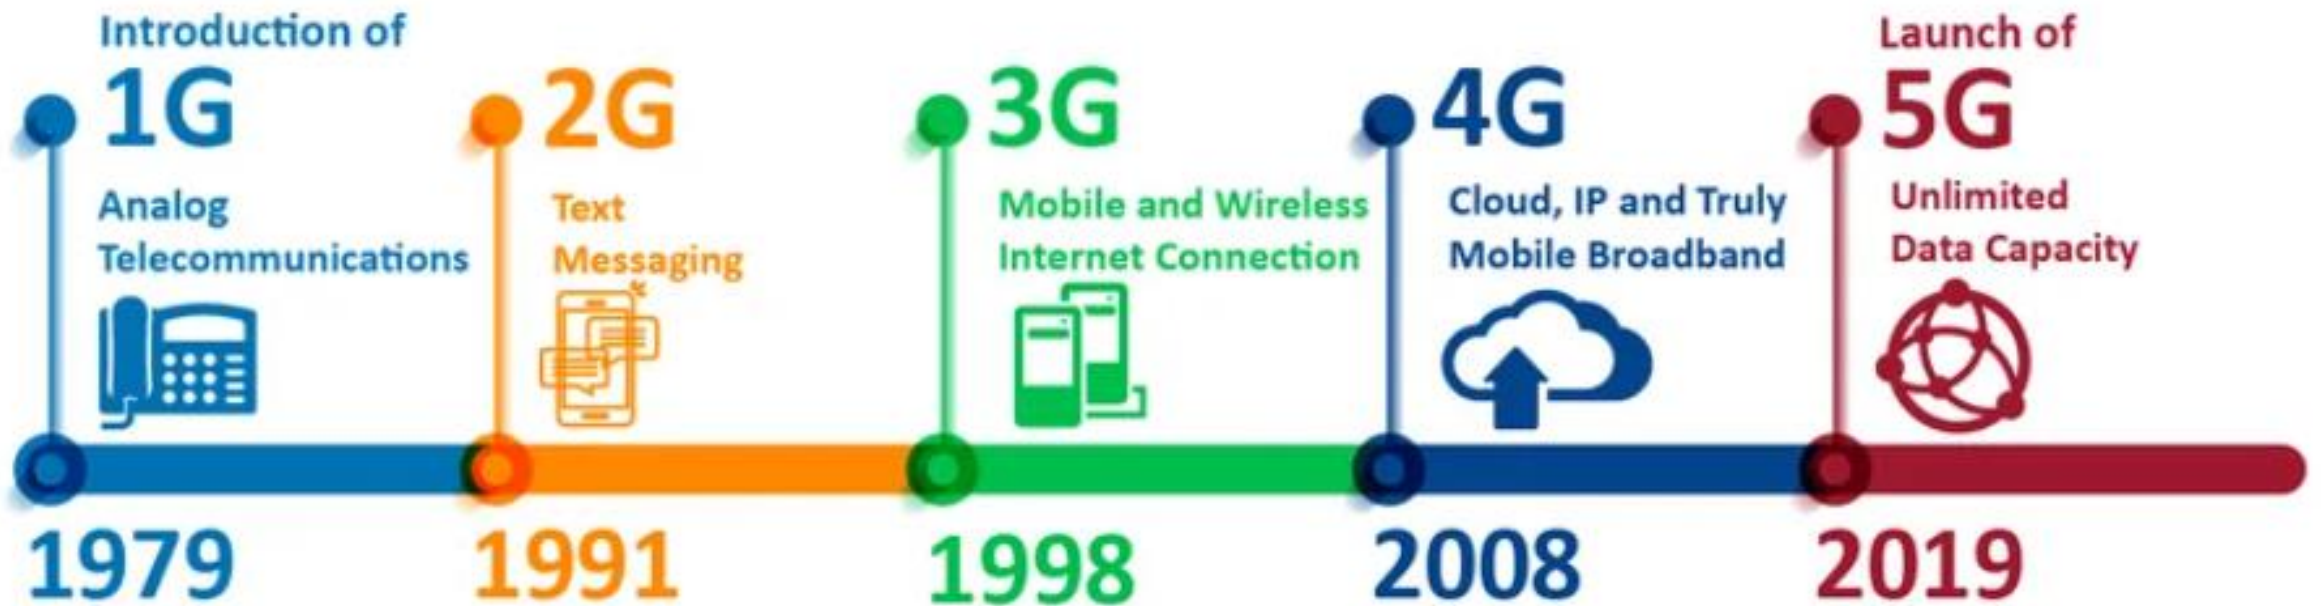 Introduction of
1G
Analog
Telecommunications
1979
2G
Text
Messaging
1991
3G
Mobile and Wireless
Internet Connection
1998
4G
Cloud, IP and Truly
Mobile Broadband
2008
Launch of
5G
Unlimited
Data Capacity
2019